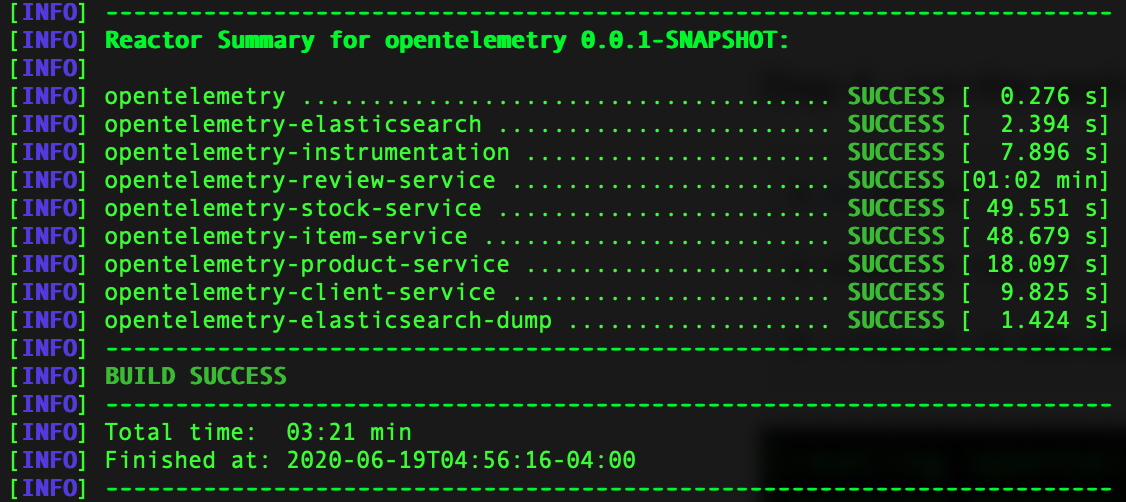 [INFO] ------------------------------------------------------------------------
[INFO] Reactor Summary for opentelemetry 0.0.1-SNAPSHOT:
[INFO]
[INFO] opentelemetry ...................................... SUCCESS [  0.276 s]
[INFO] opentelemetry-elasticsearch ........................ SUCCESS [  2.394 s]
[INFO] opentelemetry-instrumentation ...................... SUCCESS [  7.896 s]
[INFO] opentelemetry-review-service ....................... SUCCESS [01:02 min]
[INFO] opentelemetry-stock-service ........................ SUCCESS [ 49.551 s]
[INFO] opentelemetry-item-service ......................... SUCCESS [ 48.679 s]
[INFO] opentelemetry-product-service ...................... SUCCESS [ 18.097 s]
[INFO] opentelemetry-client-service ....................... SUCCESS [  9.825 s]
[INFO] opentelemetry-elasticsearch-dump ................... SUCCESS [  1.424 s]
[INFO] ------------------------------------------------------------------------
[INFO] BUILD SUCCESS
[INFO] ------------------------------------------------------------------------
[INFO] Total time:  03:21 min
[INFO] Finished at: 2020-06-19T04:56:16-04:00
[INFO] ------------------------------------------------------------------------